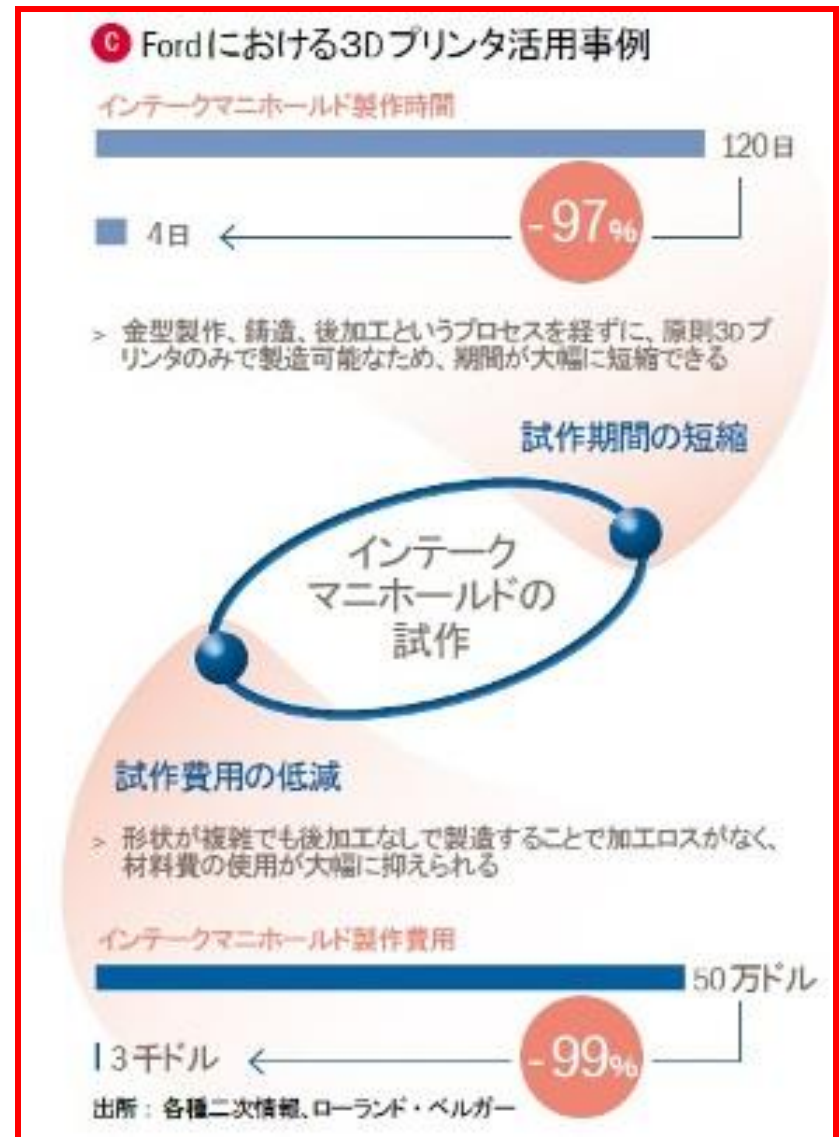 C Fordにおける3Dプリンタ活用事例
インテークマニホールド製作時間
120日
-97%
4日
> 金型製作、鋳造、後加工というプロセスを経ずに、原則3Dプ
リンタのみで製造可能なため、期間が大幅に短縮できる
試作期間の短縮
インテーク
マニホールドの
試作
試作費用の低減
> 形状が複雑でも後加工なしで製造することで加工ロスがなく、
材料費の使用が大幅に抑えられる
インテークマニホールド製作費用
50万ドル
-99%
3千ドル
出所：各種二次情報、ローランド・ベルガー